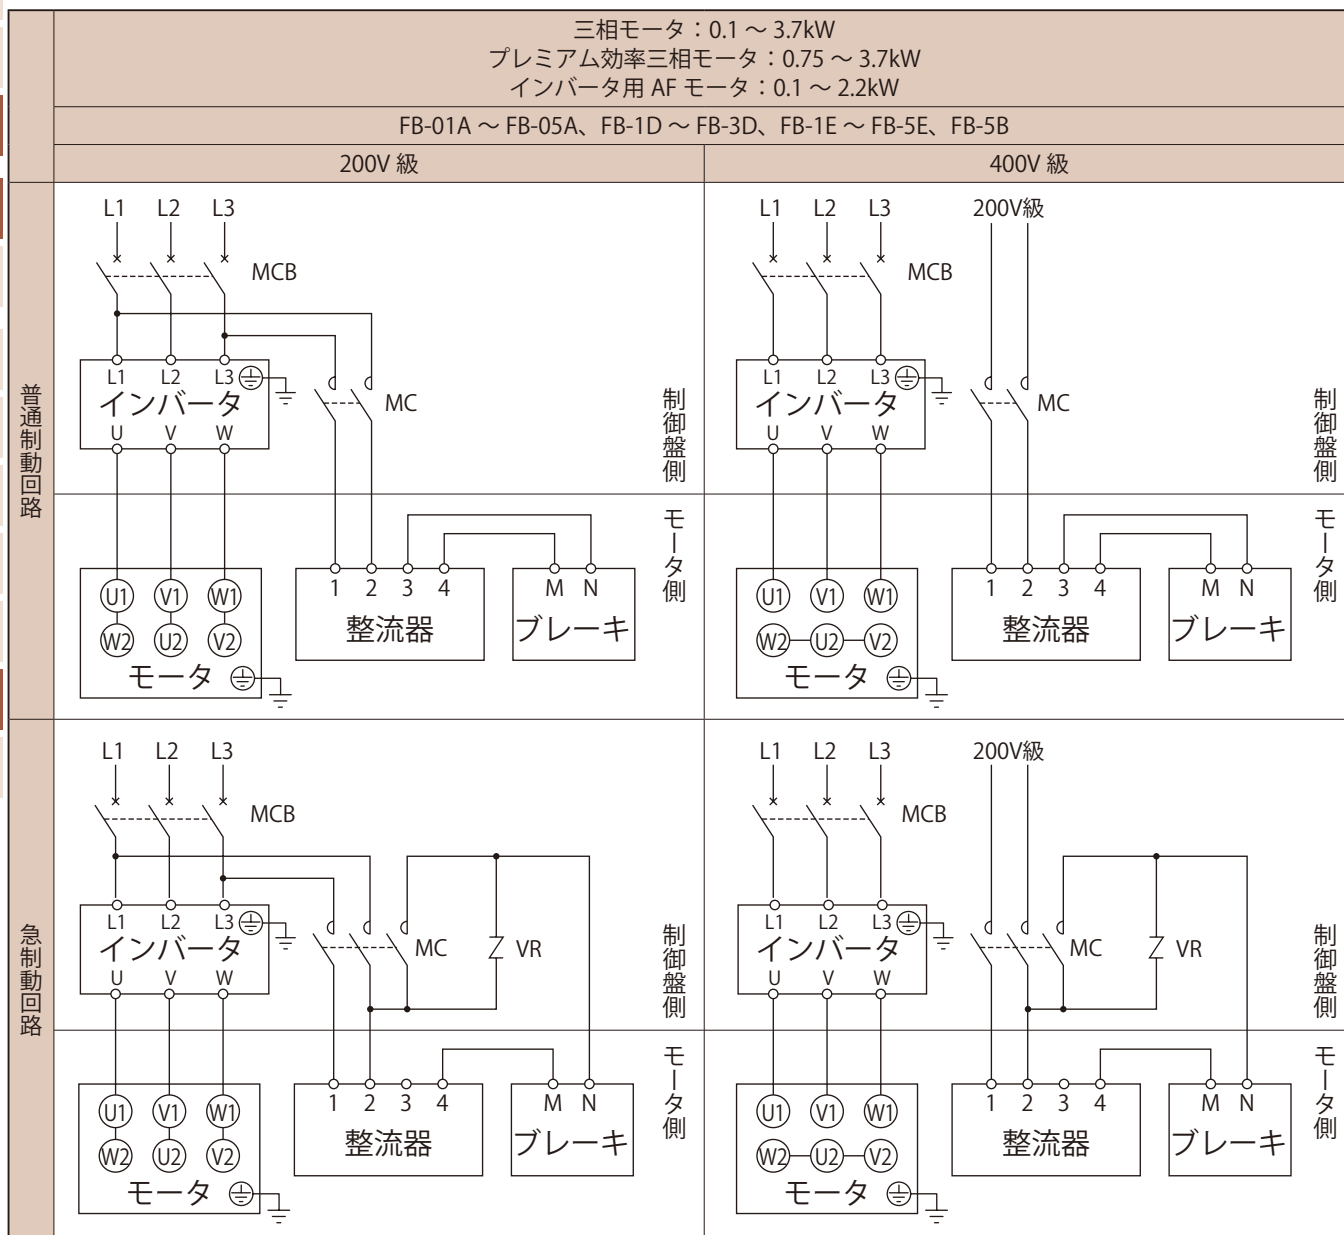 三相モータ：0.1 ～ 3.7kW
プレミアム効率三相モータ：0.75 ～ 3.7kW
インバータ用 AF モータ：0.1 ～ 2.2kW
FB-01A ～ FB-05A、FB-1D ～ FB-3D、FB-1E ～ FB-5E、FB-5B
200V 級
400V 級
普通制動回路
L1 L2 L3
MCB
L1 L2 L3
インバータ
U V W
MC
制御盤側
モータ側
U1 V1 W1
W2 U2 V2
モータ
1 2 3 4
整流器
M N
ブレーキ
L1 L2 L3 200V級
MCB
L1 L2 L3
インバータ
U V W
MC
制御盤側
モータ側
U1 V1 W1
W2 U2 V2
モータ
1 2 3 4
整流器
M N
ブレーキ
急制動回路
L1 L2 L3
MCB
L1 L2 L3
インバータ
U V W
MC
VR
制御盤側
モータ側
U1 V1 W1
W2 U2 V2
モータ
1 2 3 4
整流器
M N
ブレーキ
L1 L2 L3 200V級
MCB
L1 L2 L3
インバータ
U V W
MC
VR
制御盤側
モータ側
U1 V1 W1
W2 U2 V2
モータ
1 2 3 4
整流器
M N
ブレーキ